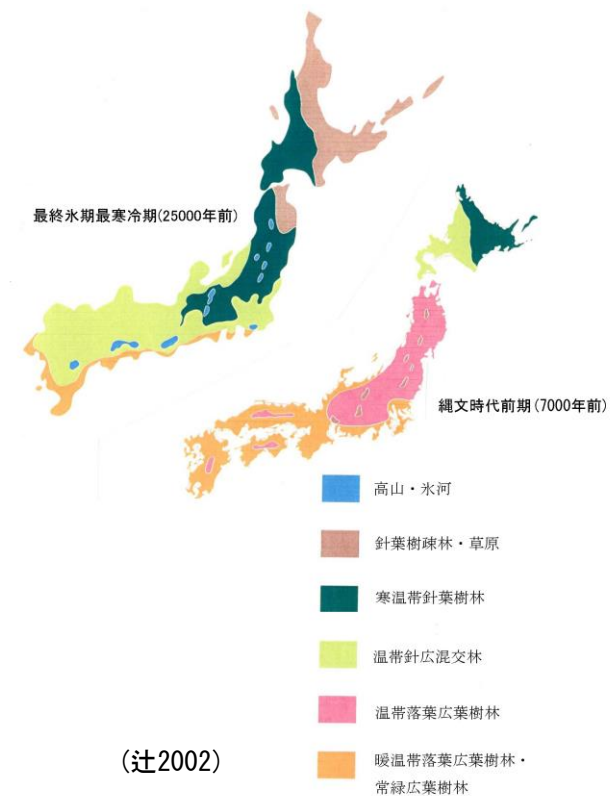 最終氷期最寒冷期(25000年前)
縄文時代前期(7000年前)
高山・氷河
針葉樹疎林・草原
寒温帯針葉樹林
温帯針広混交林
温帯落葉広葉樹林
暖温帯落葉広葉樹林・
常緑広葉樹林
(辻2002)